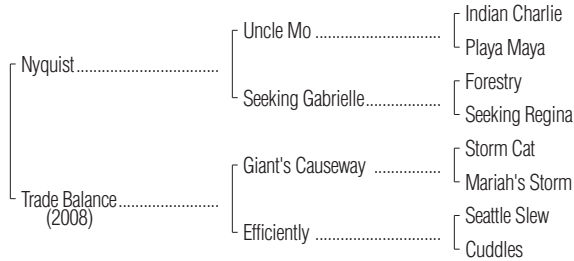 Indian Charlie
Uncle Mo ............................
Playa Maya
Nyquist................................
Forestry
Seeking Gabrielle.................
Seeking Regina
Storm Cat
Giant's Causeway ...............
Mariah's Storm
Trade Balance......................
(2008)
Seattle Slew
Efficiently ............................
Cuddles